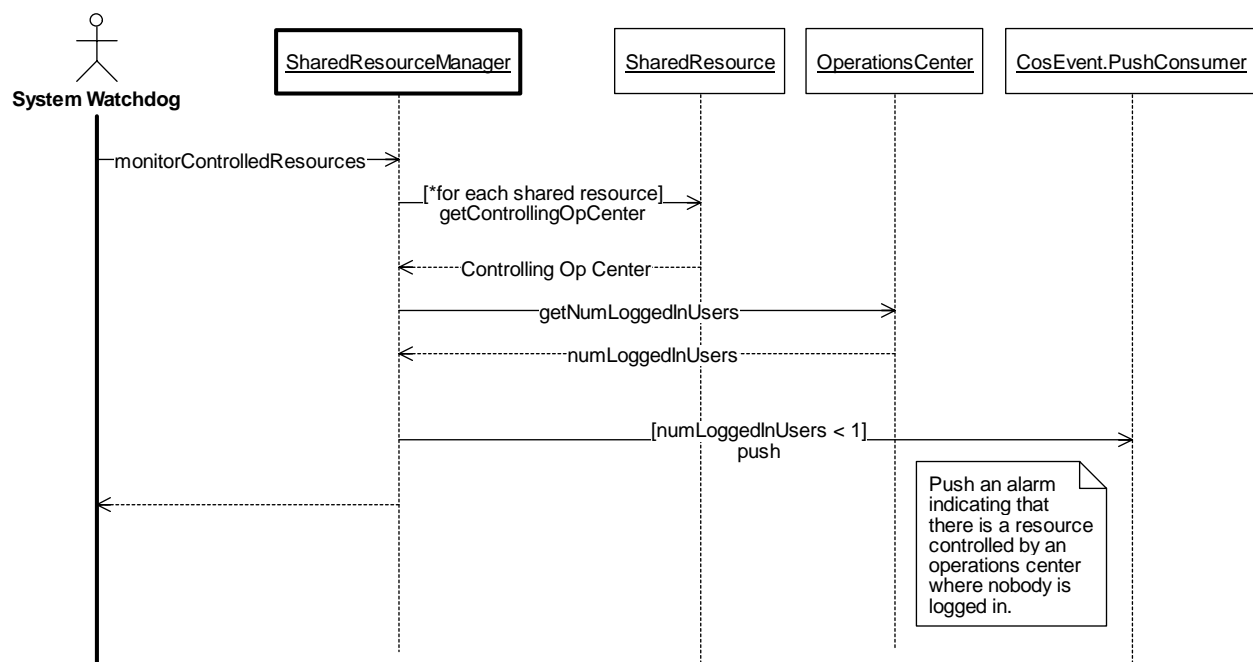 SharedResourceManager
SharedResource
OperationsCenter
CosEvent.PushConsumer
System Watchdog
monitorControlledResources
[*for each shared resource]
getControllingOpCenter
Controlling Op Center
getNumLoggedInUsers
numLoggedInUsers
[numLoggedInUsers < 1]
push
Push an alarm
indicating that
there is a resource
controlled by an
operations center
where nobody is
logged in.